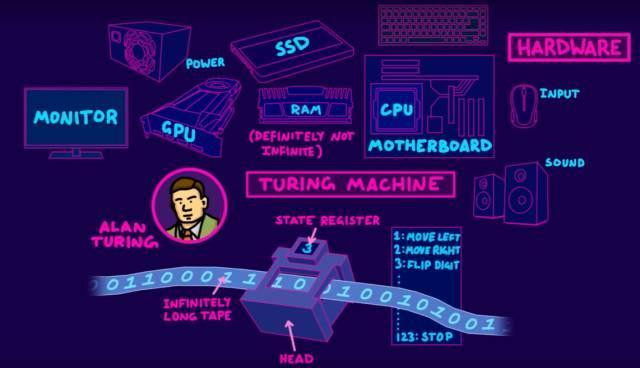 HARDWARE
POWER
SSD
INPUT
MONITOR
GPU
RAM
(DEFINITELY NOT
INFINITE)
CPU
MOTHERBOARD
SOUND
TURING MACHINE
ALAN
TURING
STATE REGISTER
3
1: MOVE LEFT
2: MOVE RIGHT
3: FLIP DIGIT
123: STOP
0110001110010010100101
INFINITELY
LONG TAPE
HEAD